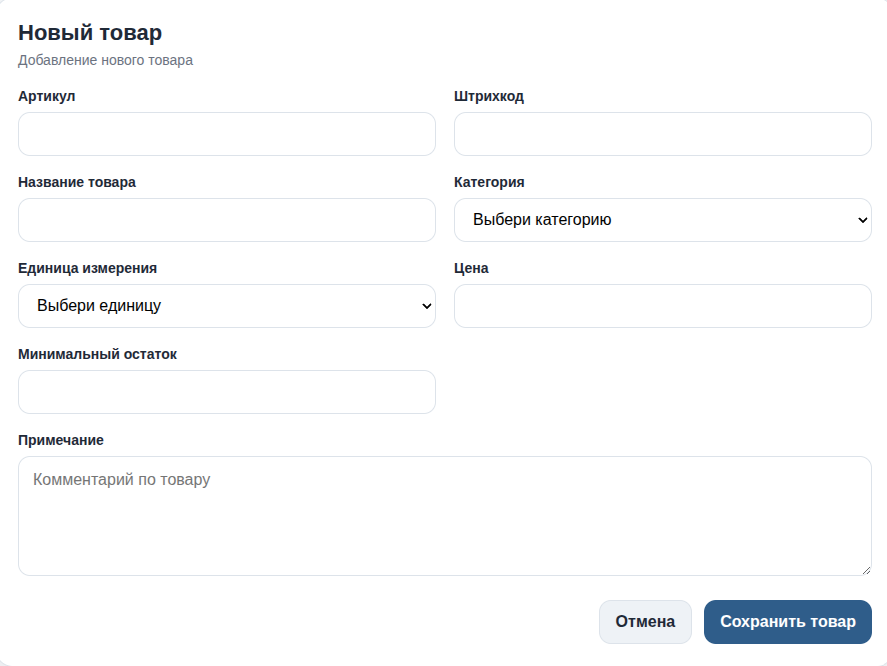 Новый товар
Добавление нового товара
Артикул
Штрихкод
Название товара
Категория
Выбери категорию
Единица измерения
Цена
Выбери единицу
Минимальный остаток
Примечание
Комментарий по товару
Отмена
Сохранить товар